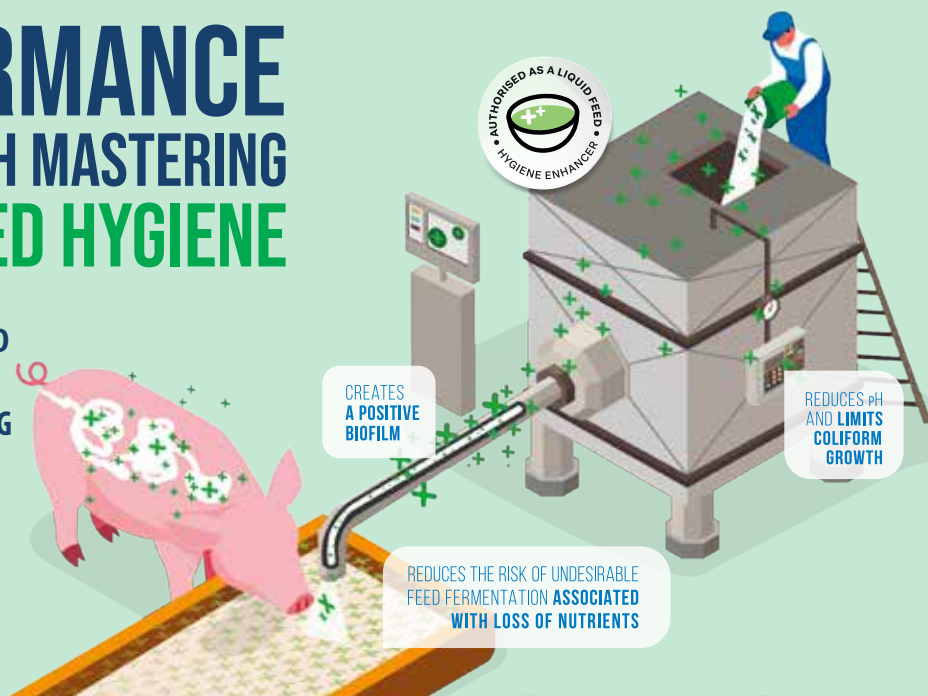 RMANCE
H MASTERING
ED HYGIENE
D
G
• AUTHORISED AS A LIQUID FEED •
HYGIENE ENHANCER
CREATES
A POSITIVE
BIOFILM
REDUCES pH
AND LIMITS
COLIFORM
GROWTH
REDUCES THE RISK OF UNDESIRABLE
FEED FERMENTATION ASSOCIATED
WITH LOSS OF NUTRIENTS